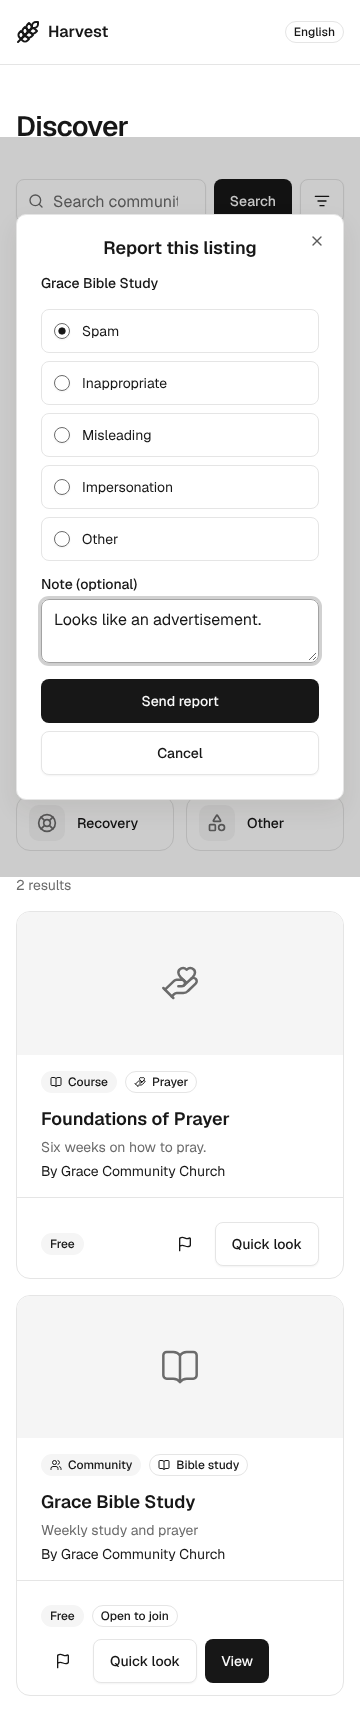 Harvest
English
Discover
Search communit
Search
Report this listing
Grace Bible Study
Spam
Inappropriate
Misleading
Impersonation
Other
Note (optional)
Looks like an advertisement.
Send report
Cancel
Recovery
Other
2 results
Course
Prayer
Foundations of Prayer
Six weeks on how to pray.
By Grace Community Church
Free
Quick look
Community
Bible study
Grace Bible Study
Weekly study and prayer
By Grace Community Church
Free
Open to join
Quick look
View